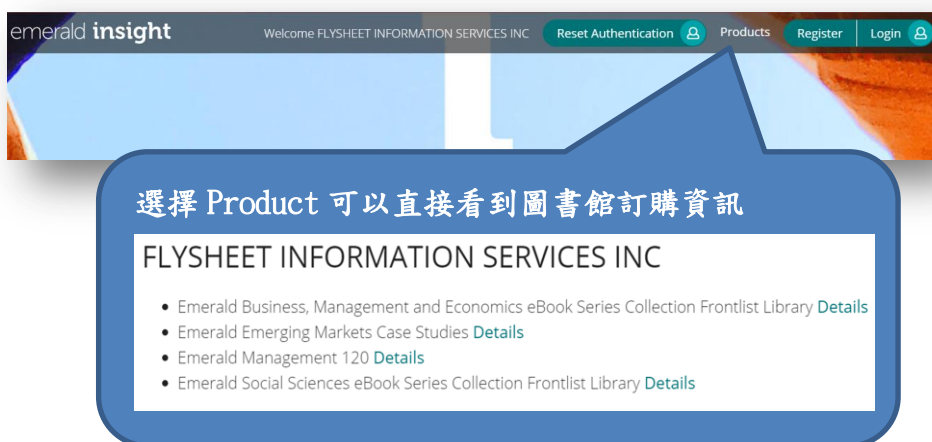 emerald insight Welcome FLYSHEET INFORMATION SERVICES INC Reset Authentication Products Register Login
選擇 Product 可以直接看到圖書館訂購資訊
FLYSHEET INFORMATION SERVICES INC
• Emerald Business, Management and Economics eBook Series Collection Frontlist Library Details
• Emerald Emerging Markets Case Studies Details
• Emerald Management 120 Details
• Emerald Social Sciences eBook Series Collection Frontlist Library Details